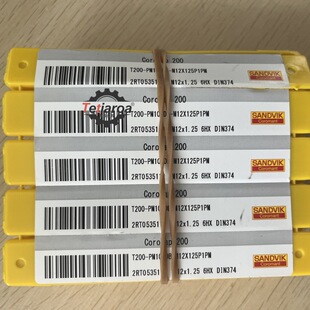 Tetjaroa
Coro 200
T200-PM10 M12X125P1PM
2RT05351 M12x1.25 6HX DIN374
SANDVIK
Coromant
Coro 200
T200-PM10 -M12X125P1PM
2RT05351 M12x1.25 6HX DIN374
SANDVIK
Coromant
Coro p 200
T200-PM10 -M12X125P1PM
2RT05351 M12x1.25 6HX DIN374
SANDVIK
Coromant
Coro p 200
T200-PM10 -M12X125P1PM
2RT05351 M12x1.25 6HX DIN374
SANDVIK
Coromant
Coro p 200
T200-PM10 M12X125P1PM
2RT05351 M12x1.25 6HX DIN374
SANDVIK
Coromant